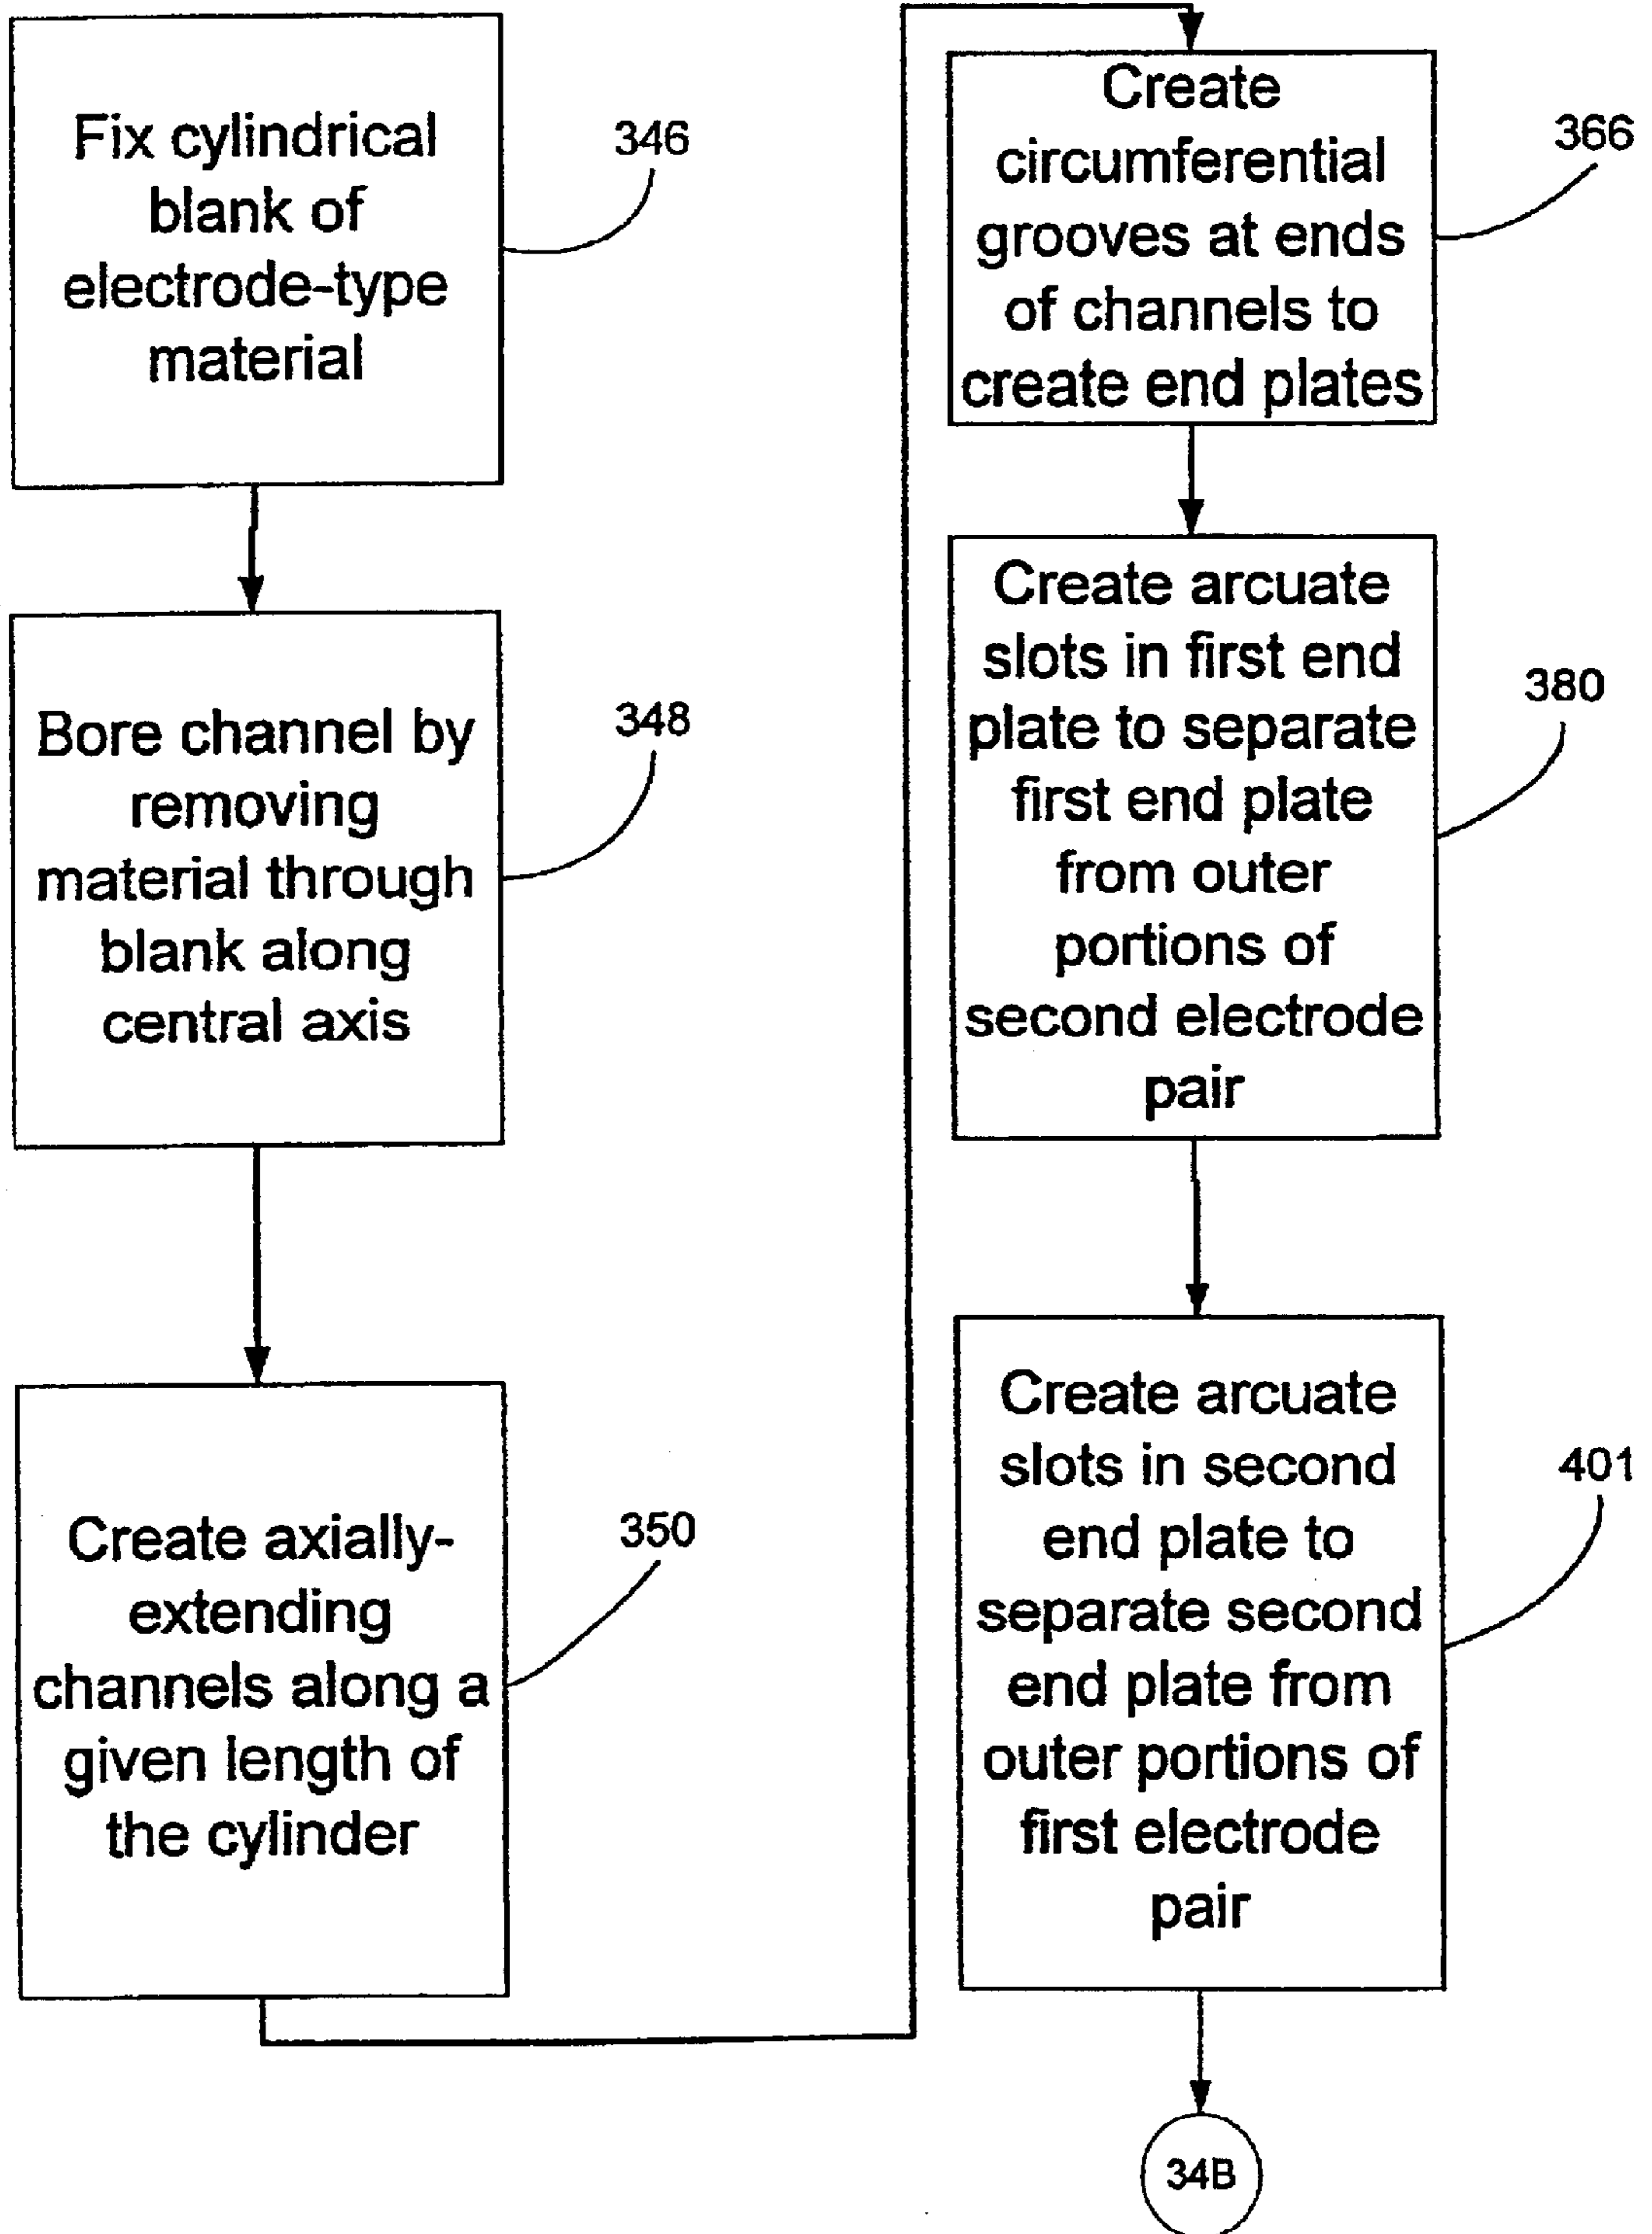 Fix cylindrical
blank of
electrode-type
material
346
Bore channel by
removing
material through
blank along
central axis
348
Create axially-
extending
channels along a
given length of
the cylinder
350
Create
circumferential
grooves at ends
of channels to
create end plates
366
Create arcuate
slots in first end
plate to separate
first end plate
from outer
portions of
second electrode
pair
380
Create arcuate
slots in second
end plate to
separate second
end plate from
outer portions of
first electrode
pair
401
34B